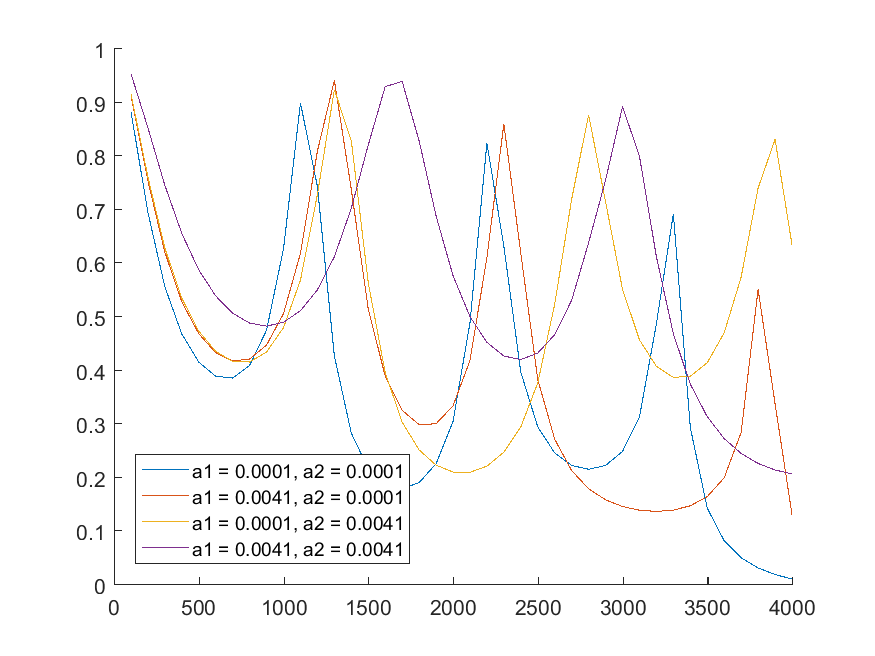 1
0.9
0.8
0.7
0.6
0.5
0.4
0.3
0.2
0.1
0
a1 = 0.0001, a2 = 0.0001
a1 = 0.0041, a2 = 0.0001
a1 = 0.0001, a2 = 0.0041
a1 = 0.0041, a2 = 0.0041
0 500 1000 1500 2000 2500 3000 3500 4000